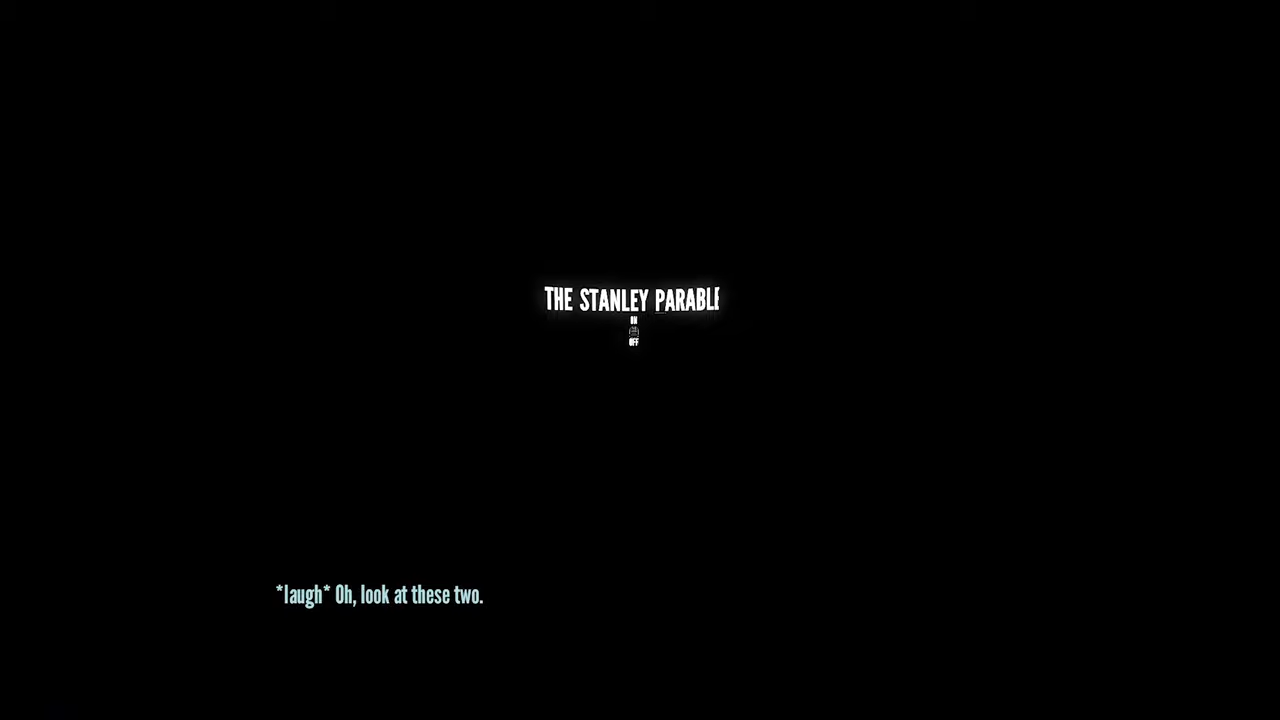 THE STANLEY PARABLE
ON
OFF
*laugh* Oh, look at these two.